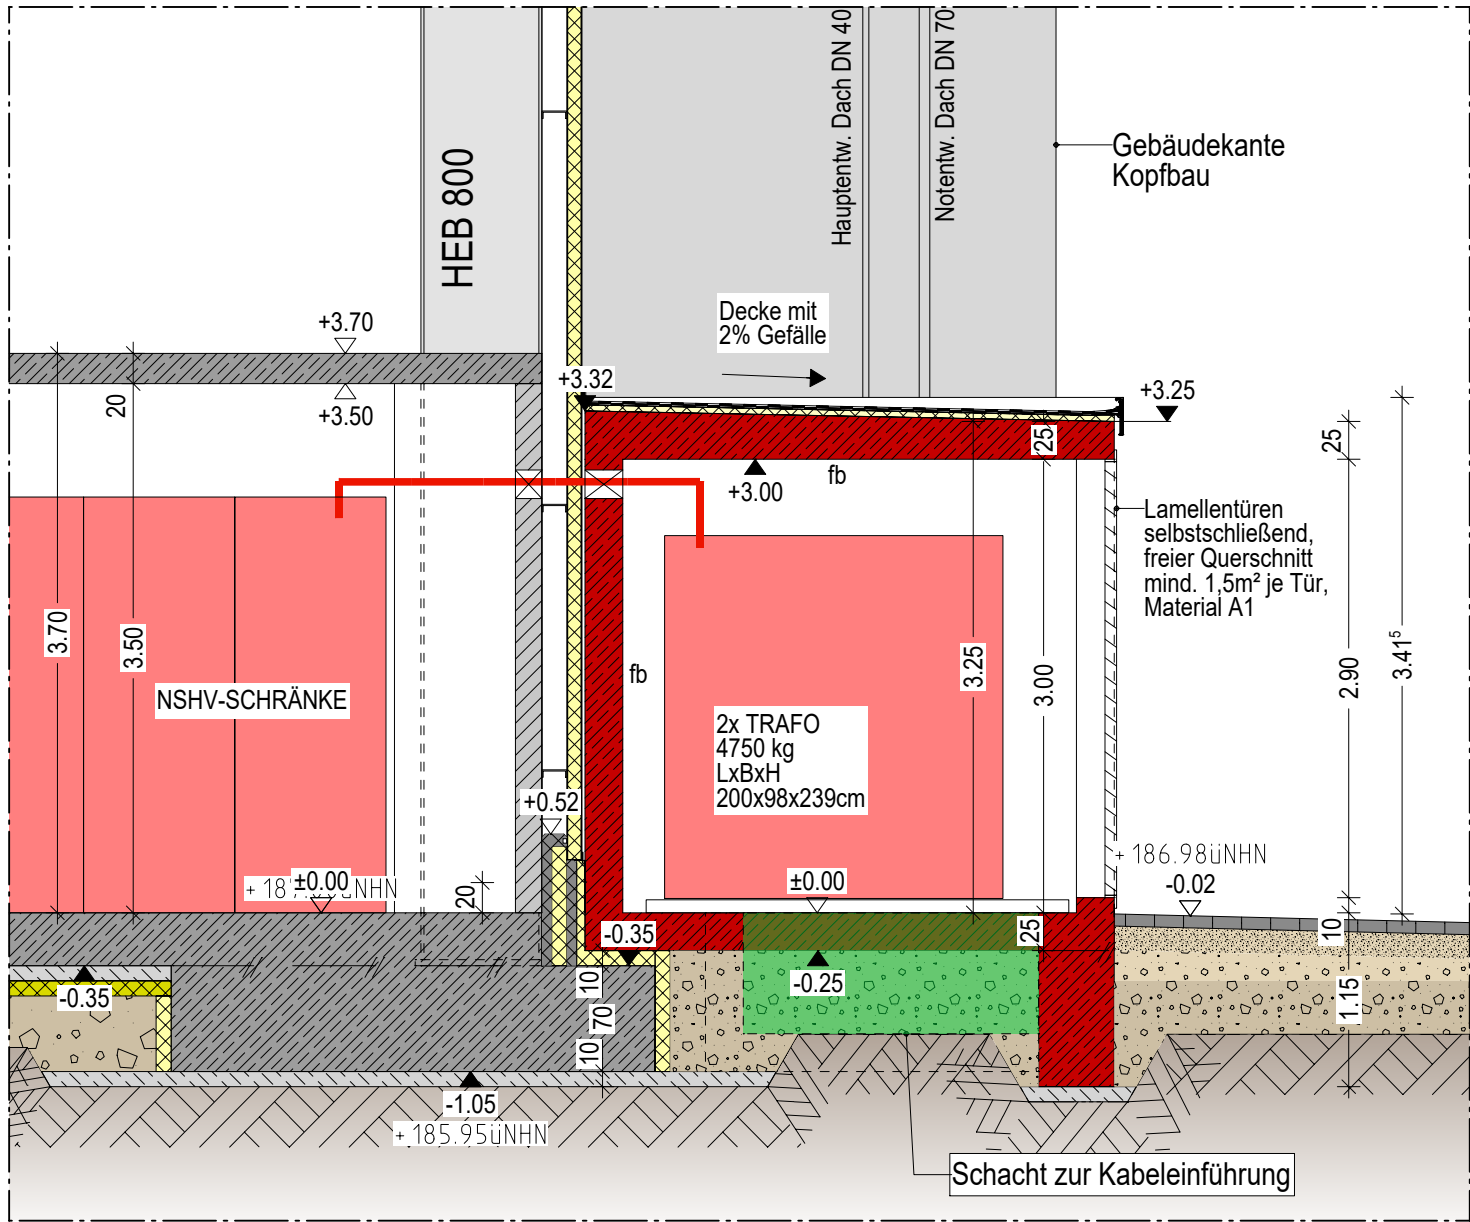 HEB 800
Hauptentw. Dach DN 40
Notentw. Dach DN 70
Gebäudekante
Kopfbau
Decke mit
2% Gefälle
+3.70
+3.50
20
+3.32
+3.25
25
fb
+3.00
25
Lamellentüren
selbstschließend,
freier Querschnitt
mind. 1,5m² je Tür,
Material A1
3.70
3.50
NSHV-SCHRÄNKE
fb
3.25
3.00
2.90
3.41⁵
2x TRAFO
4750 kg
LxBxH
200x98x239cm
+0.52
±0.00
20
±0.00
+ 186.98üNHN
-0.02
-0.35
-0.35
-0.25
25
10
10
70
10
1.15
-1.05
+ 185.95üNHN
Schacht zur Kabeleinführung